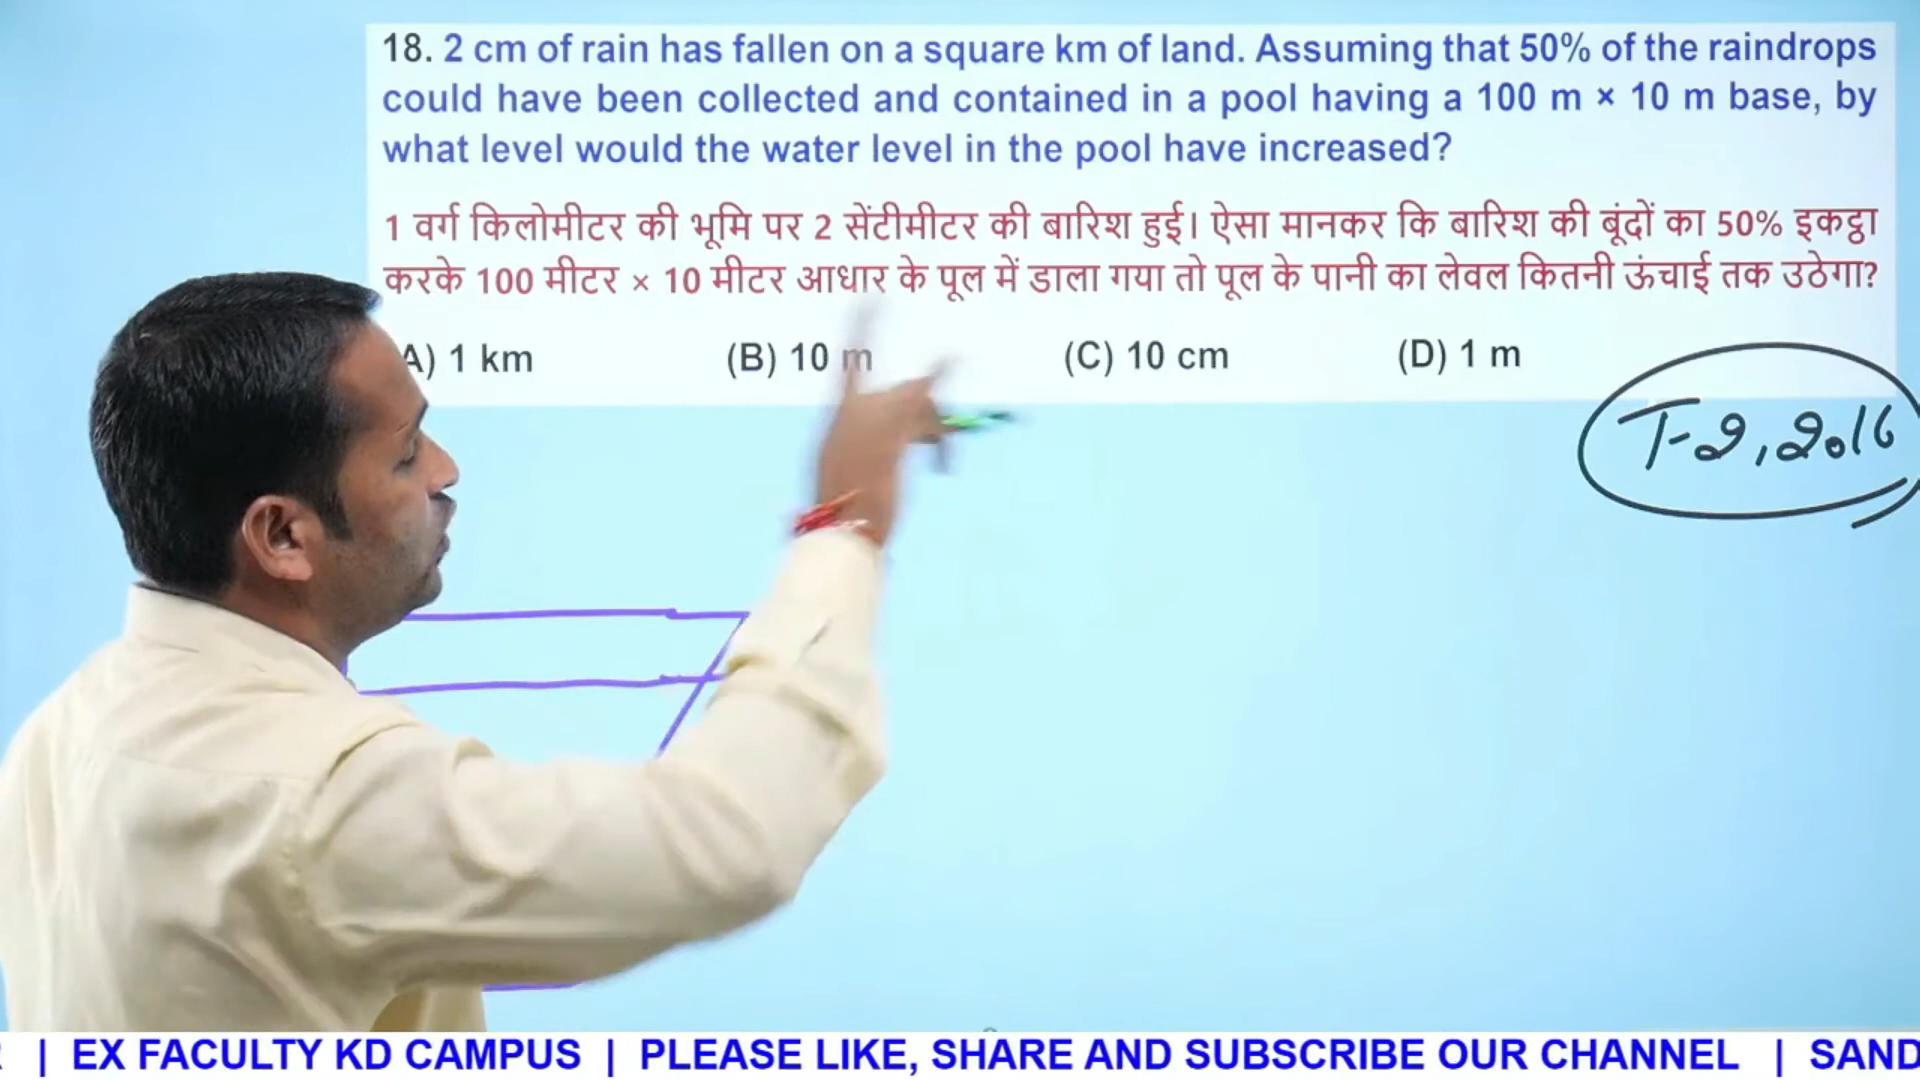 18. 2 cm of rain has fallen on a square km of land. Assuming that 50% of the raindrops
could have been collected and contained in a pool having a 100 m × 10 m base, by
what level would the water level in the pool have increased?
1 वर्ग किलोमीटर की भूमि पर 2 सेंटीमीटर की बारिश हुई। ऐसा मानकर कि बारिश की बूंदों का 50% इकट्ठा
करके 100 मीटर × 10 मीटर आधार के पूल में डाला गया तो पूल के पानी का लेवल कितनी ऊंचाई तक उठेगा?
A) 1 km (B) 10 m (C) 10 cm (D) 1 m
T-2, 2016
| EX FACULTY KD CAMPUS | PLEASE LIKE, SHARE AND SUBSCRIBE OUR CHANNEL | SAND